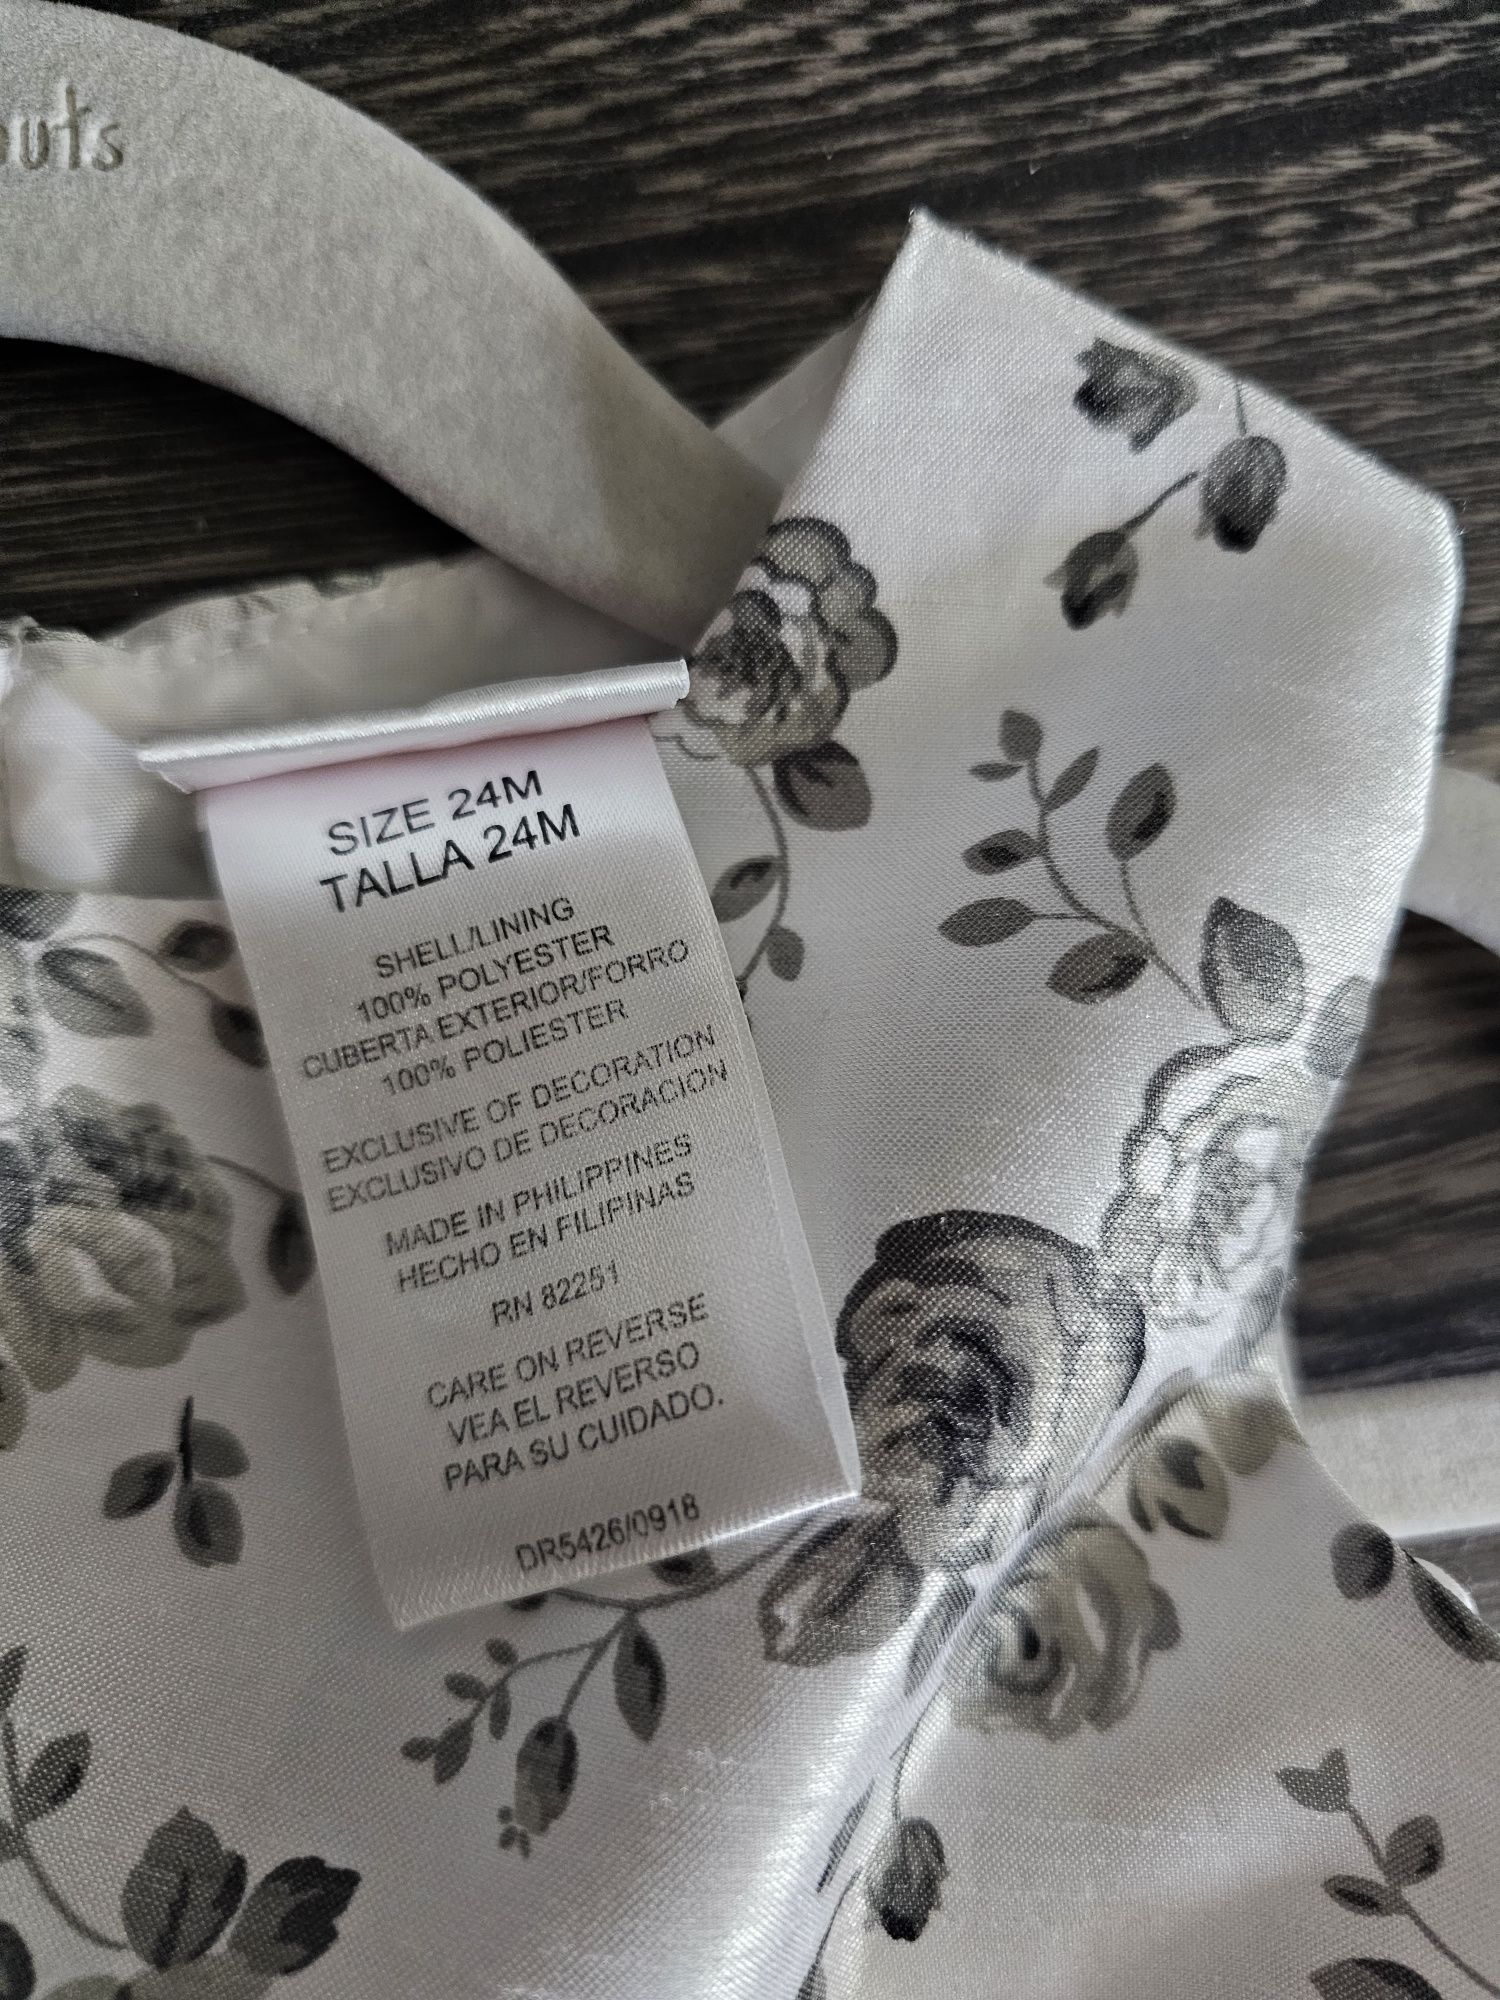 outs
SIZE 24M
TALLA 24M
SHELL/LINING
100% POLYESTER
CUBERTA EXTERIOR/FORRO
100% POLIESTER
EXCLUSIVE OF DECORATION
EXCLUSIVO DE DECORACION
MADE IN PHILIPPINES
HECHO EN FILIPINAS
RN 82251
CARE ON REVERSE
VEA EL REVERSO
PARA SU CUIDADO.
DR5426/0918